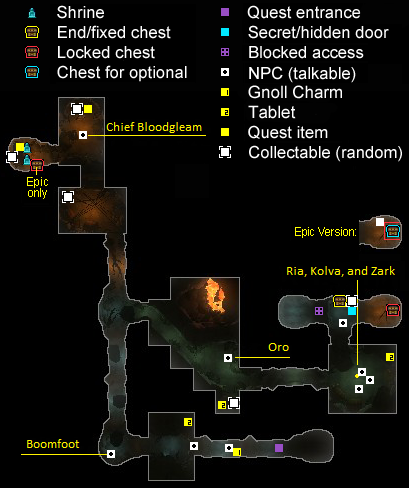 Shrine
End/fixed chest
Locked chest
Chest for optional
Quest entrance
Secret/hidden door
Blocked access
NPC (talkable)
Gnoll Charm
Tablet
Quest item
Collectable (random)
Chief Bloodgleam
Epic
only
Epic Version:
Ria, Kolva, and Zark
Oro
Boomfoot